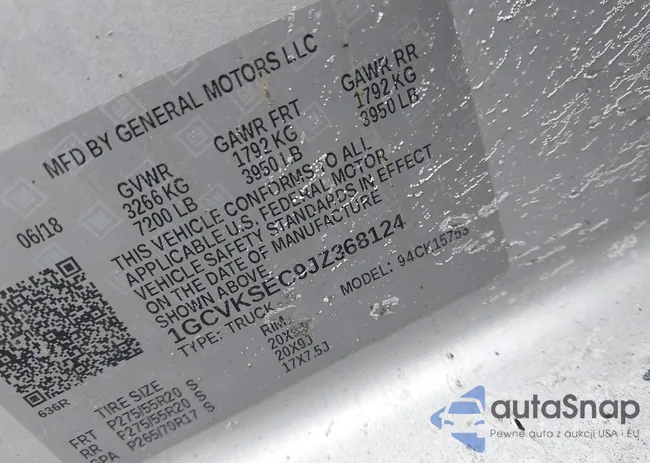 MFD BY GENERAL MOTORS LLC
GVWR GAWR FRT GAWR RR
06/18 3266 KG 1792 KG 1792 KG
7200 LB 3950 LB 3950 LB
THIS VEHICLE CONFORMS TO ALL
APPLICABLE U.S. FEDERAL MOTOR
VEHICLE SAFETY STANDARDS IN EFFECT
ON THE DATE OF MANUFACTURE
SHOWN ABOVE.
1GCVKSEC9JZ368124
TYPE: TRUCK MODEL: 94CK15753
636R
TIRE SIZE RIM
FRT P275/55R20 S 20X9J
RR P275/55R20 S 20X9J
SPA P265/70R17 S 17X7.5J
autoSnap
Pewne auta z aukcji USA i EU